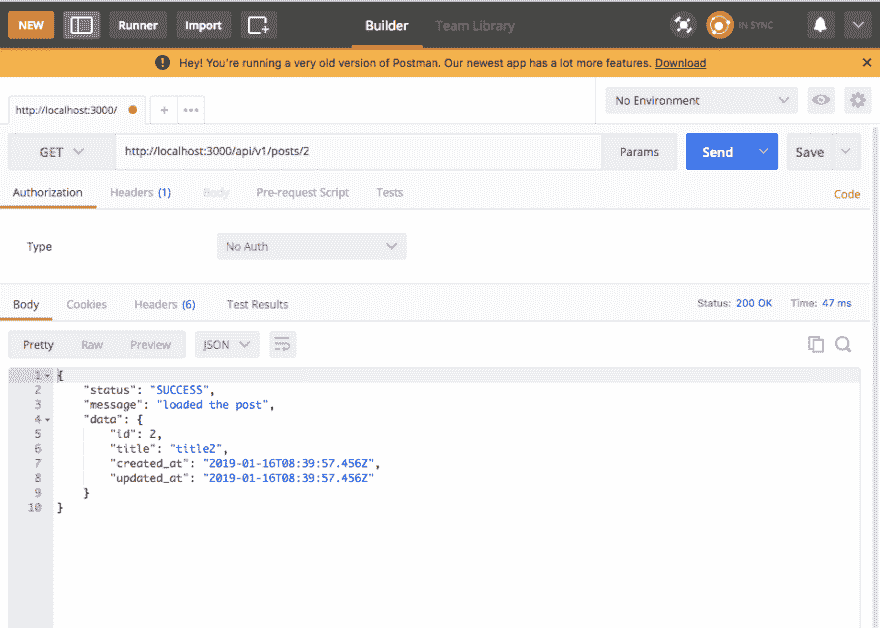 NEW Runner Import Builder Team Library IN SYNC
Hey! You're running a very old version of Postman. Our newest app has a lot more features. Download
http://localhost:3000/ No Environment
GET http://localhost:3000/api/v1/posts/2 Params Send Save
Authorization Headers (1) Body Pre-request Script Tests Code
Type No Auth
Body Cookies Headers (6) Test Results Status: 200 OK Time: 47 ms
Pretty Raw Preview JSON
1 {
2 "status": "SUCCESS",
3 "message": "loaded the post",
4 "data": {
5 "id": 2,
6 "title": "title2",
7 "created_at": "2019-01-16T08:39:57.456Z",
8 "updated_at": "2019-01-16T08:39:57.456Z"
9 }
10 }